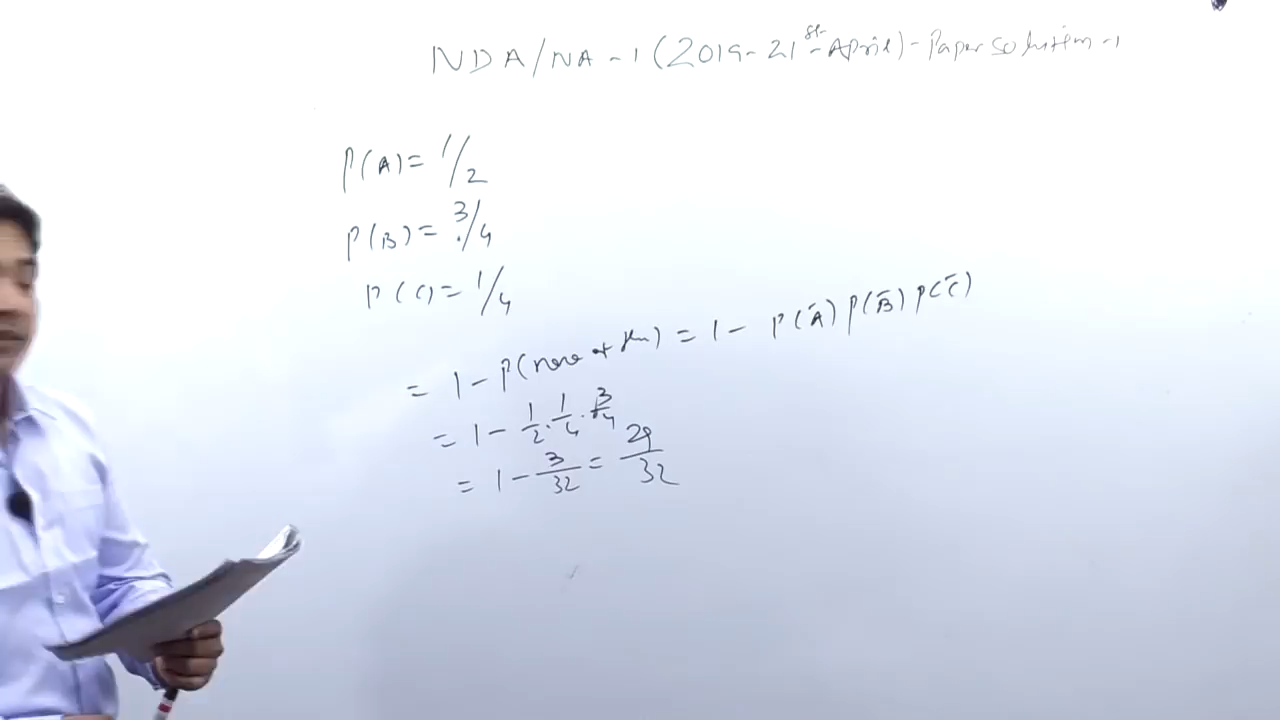 NDA/NA-1 (2019-21st-April)-Paper solution-1
P(A)= 1/2
P(B)= 3/4
P(C)= 1/4
= 1 - P(none of them) = 1 - P(Ā) P(B̄) P(C̄)
= 1 - 1/2 · 1/4 · 3/4
= 1 - 3/32 = 29/32